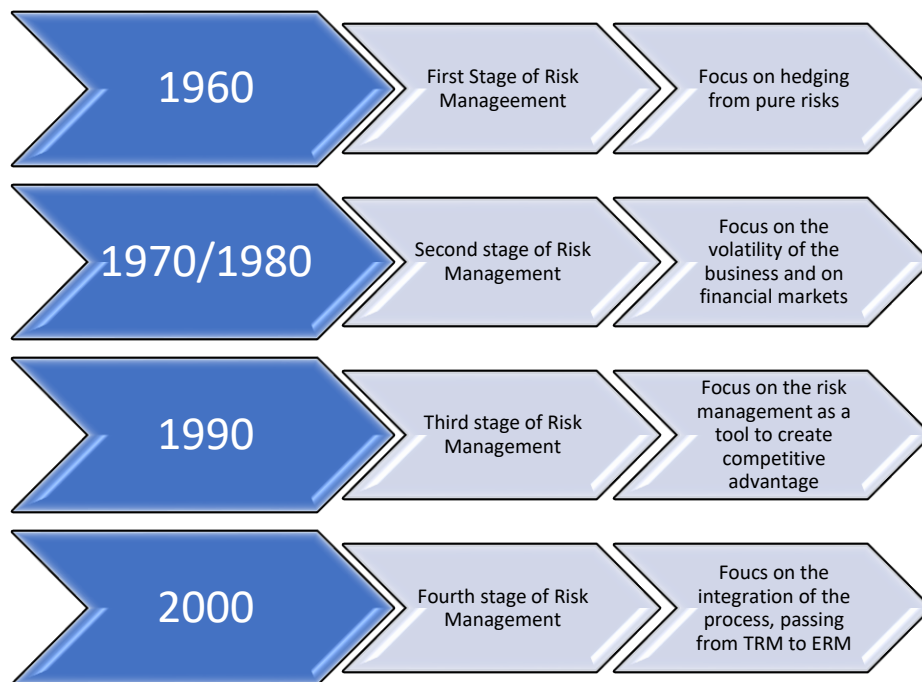 1960
First Stage of Risk
Manageement
Focus on hedging
from pure risks
1970/1980
Second stage of Risk
Management
Focus on the
volatility of the
business and on
financial markets
1990
Third stage of Risk
Management
Focus on the risk
management as a
tool to create
competitive
advantage
2000
Fourth stage of Risk
Management
Foucs on the
integration of the
process, passing
from TRM to ERM